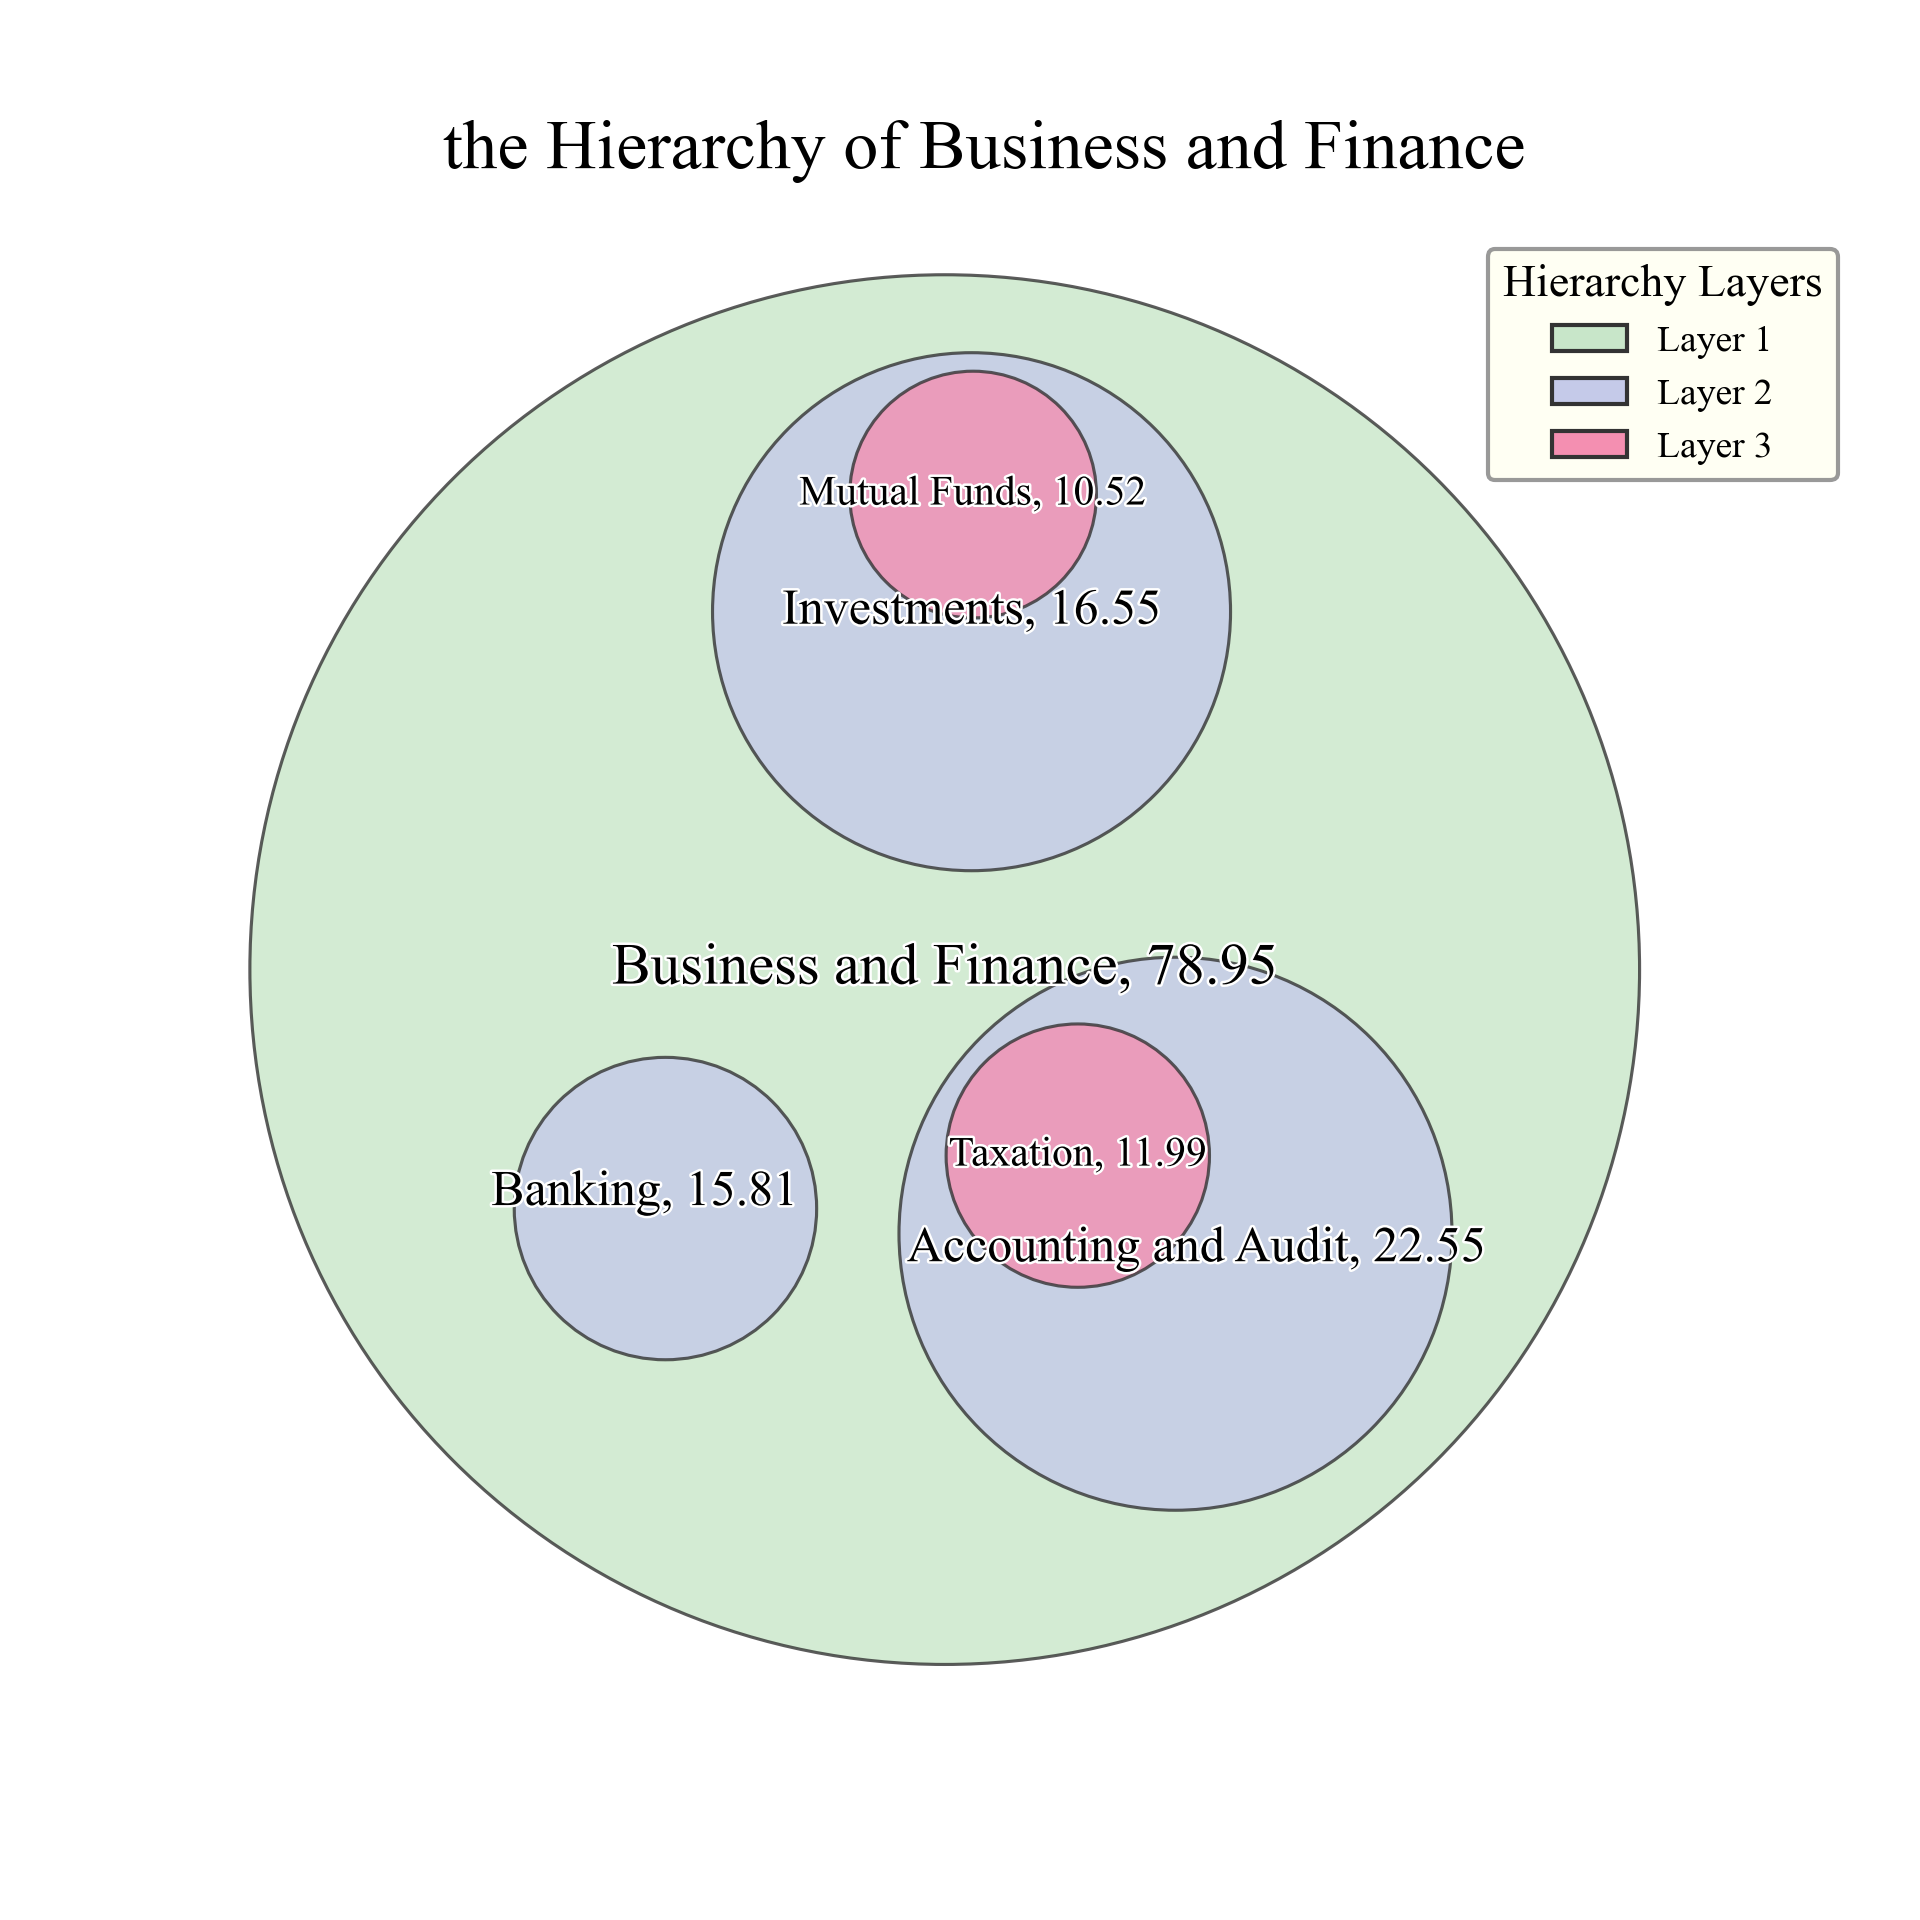 the Hierarchy of Business and Finance
Hierarchy Layers
Layer 1
Layer 2
Layer 3
Mutual Funds, 10.52
Investments, 16.55
Business and Finance, 78.95
Taxation, 11.99
Banking, 15.81
Accounting and Audit, 22.55